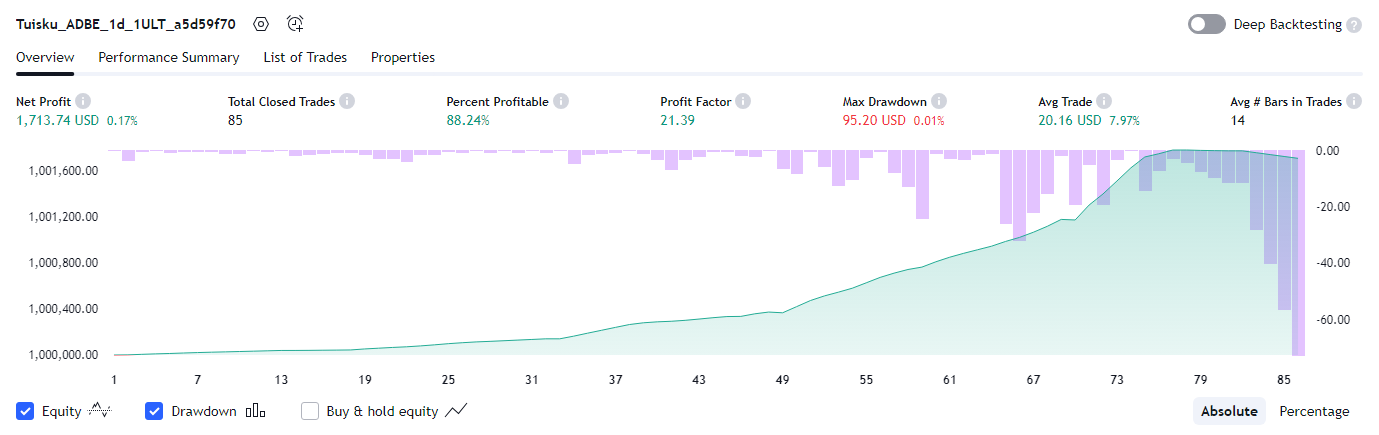 Tuisku_ADBE_1d_1ULT_a5d59f70 Deep Backtesting ?
Overview Performance Summary List of Trades Properties
Net Profit i Total Closed Trades i Percent Profitable i Profit Factor i Max Drawdown i Avg Trade i Avg # Bars in Trades i
1,713.74 USD 0.17% 85 88.24% 21.39 95.20 USD 0.01% 20.16 USD 7.97% 14
0.00
1,001,600.00
-20.00
1,001,200.00
1,000,800.00 -40.00
1,000,400.00
-60.00
1,000,000.00
1 7 13 19 25 31 37 43 49 55 61 67 73 79 85
Equity Drawdown Buy & hold equity Absolute Percentage